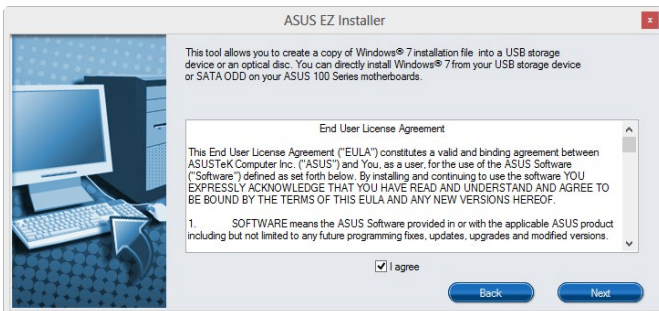 ASUS EZ Installer
x
This tool allows you to create a copy of Windows® 7 installation file into a USB storage
device or an optical disc. You can directly install Windows® 7 from your USB storage device
or SATA ODD on your ASUS 100 Series motherboards.
End User License Agreement
This End User License Agreement ("EULA") constitutes a valid and binding agreement between
ASUSTeK Computer Inc. ("ASUS") and You, as a user, for the use of the ASUS Software
("Software") defined as set forth below. By installing and continuing to use the software YOU
EXPRESSLY ACKNOWLEDGE THAT YOU HAVE READ AND UNDERSTAND AND AGREE TO
BE BOUND BY THE TERMS OF THIS EULA AND ANY NEW VERSIONS HEREOF.
1. SOFTWARE means the ASUS Software provided in or with the applicable ASUS product
including but not limited to any future programming fixes, updates, upgrades and modified versions.
I agree
Back Next